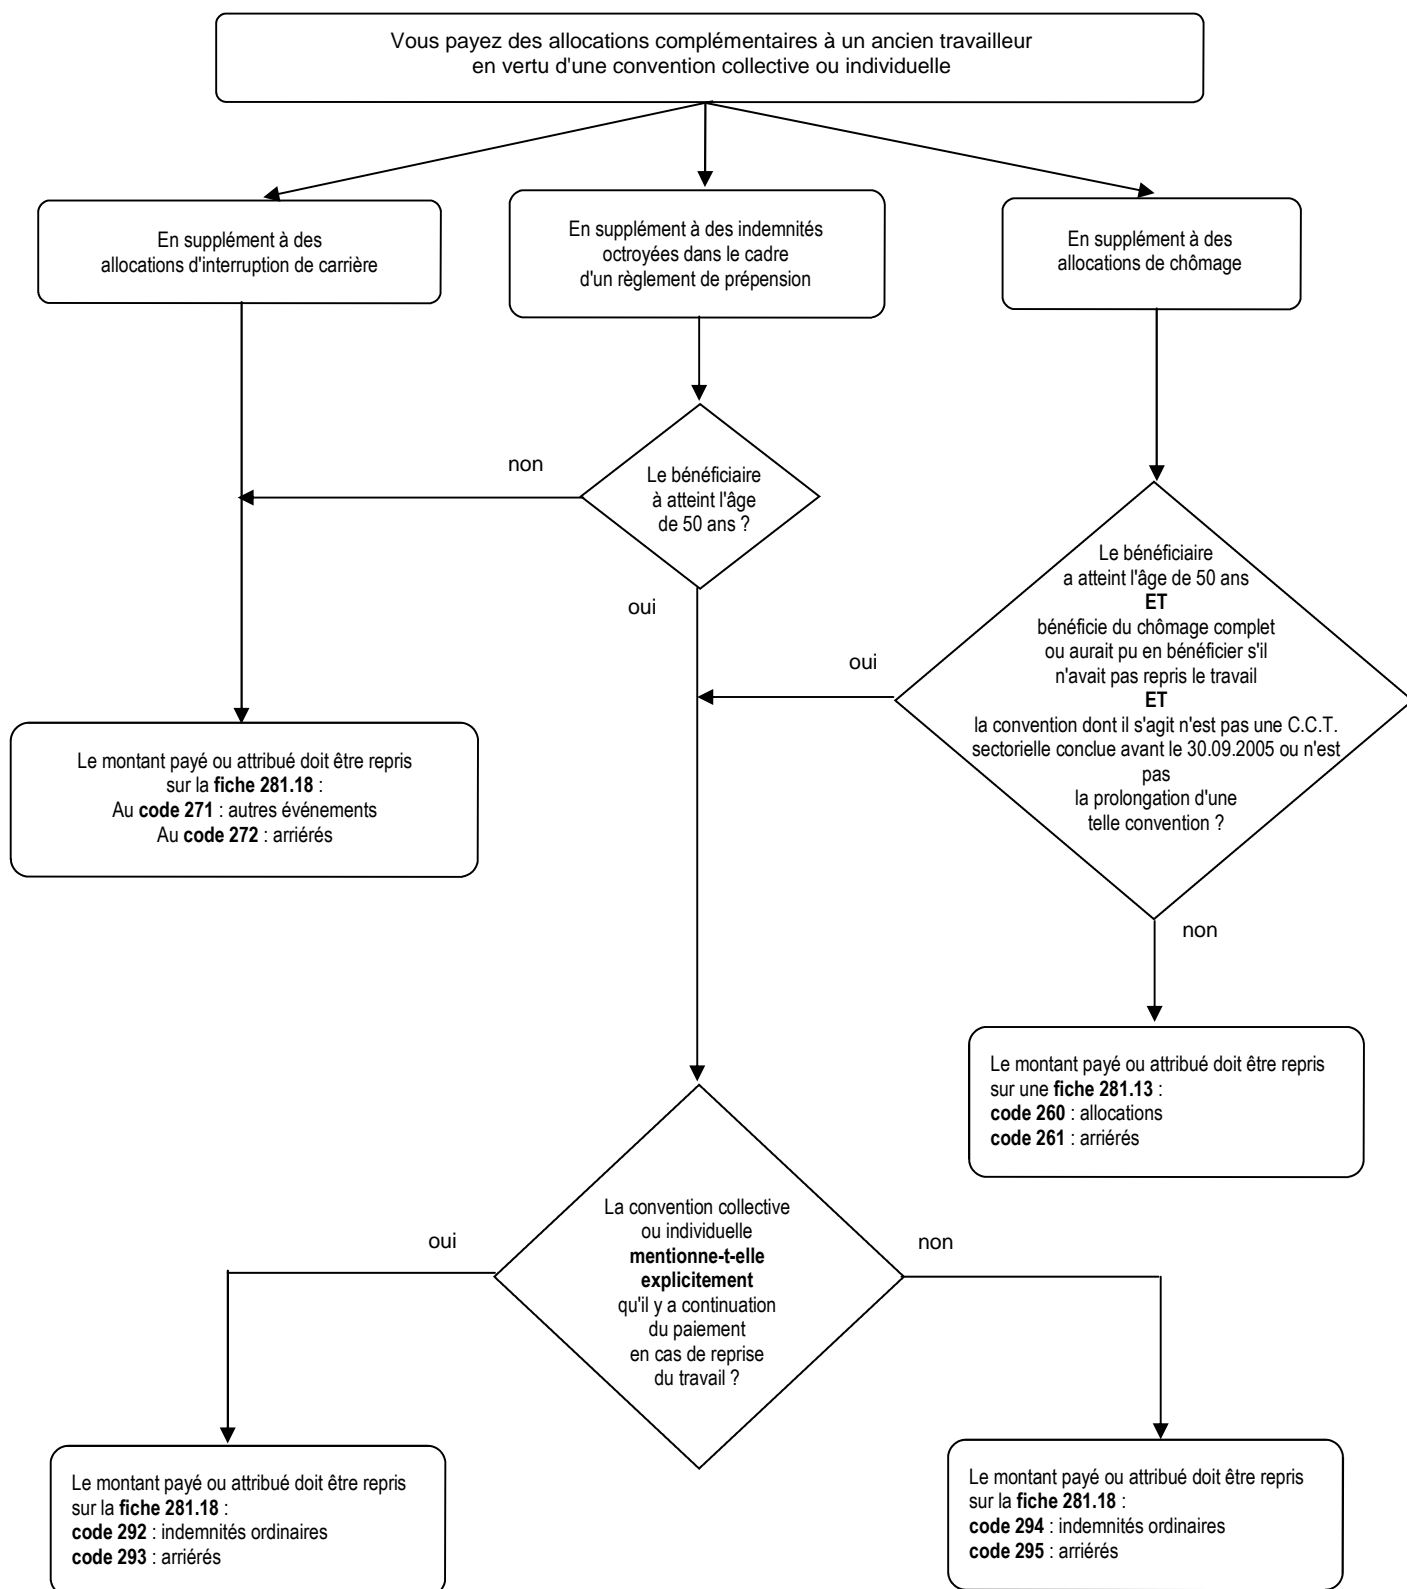 Vous payez des allocations complémentaires à un ancien travailleur
en vertu d'une convention collective ou individuelle
En supplément à des
allocations d'interruption de carrière
En supplément à des indemnités
octroyées dans le cadre
d'un règlement de prépension
En supplément à des
allocations de chômage
non
Le bénéficiaire
à atteint l'âge
de 50 ans ?
oui
oui
Le bénéficiaire
a atteint l'âge de 50 ans
ET
bénéficie du chômage complet
ou aurait pu en bénéficier s'il
n'avait pas repris le travail
ET
la convention dont il s'agit n'est pas une C.C.T.
sectorielle conclue avant le 30.09.2005 ou n'est
pas
la prolongation d'une
telle convention ?
Le montant payé ou attribué doit être repris
sur la fiche 281.18 :
Au code 271 : autres événements
Au code 272 : arriérés
non
Le montant payé ou attribué doit être repris
sur une fiche 281.13 :
code 260 : allocations
code 261 : arriérés
oui
La convention collective
ou individuelle
mentionne-t-elle
explicitement
qu'il y a continuation
du paiement
en cas de reprise
du travail ?
non
Le montant payé ou attribué doit être repris
sur la fiche 281.18 :
code 292 : indemnités ordinaires
code 293 : arriérés
Le montant payé ou attribué doit être repris
sur la fiche 281.18 :
code 294 : indemnités ordinaires
code 295 : arriérés